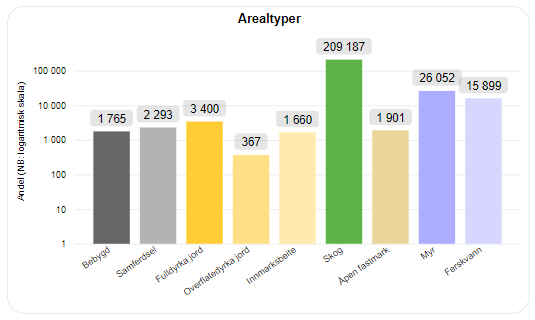 Arealtyper
Andel (NB: logaritmisk skala)
100 000
10 000
1 000
100
10
1
1 765
2 293
3 400
367
1 660
209 187
1 901
26 052
15 899
Bebygd
Samferdsel
Fulldyrka jord
Overflatedyrka jord
Innmarksbeite
Skog
Åpen fastmark
Myr
Ferskvann